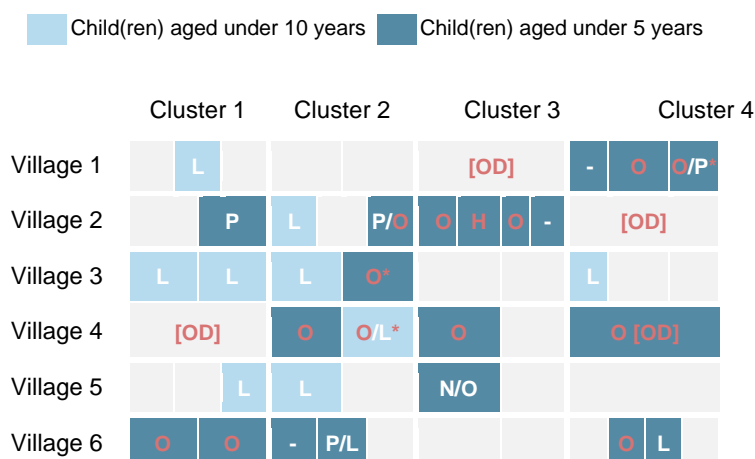 Child(ren) aged under 10 years Child(ren) aged under 5 years
Cluster 1 Cluster 2 Cluster 3 Cluster 4
Village 1 L [OD] - O O/P*
Village 2 P L P/O O H O - [OD]
Village 3 L L L O* L
Village 4 [OD] O O/L* O O [OD]
Village 5 L L N/O
Village 6 O O - P/L O L